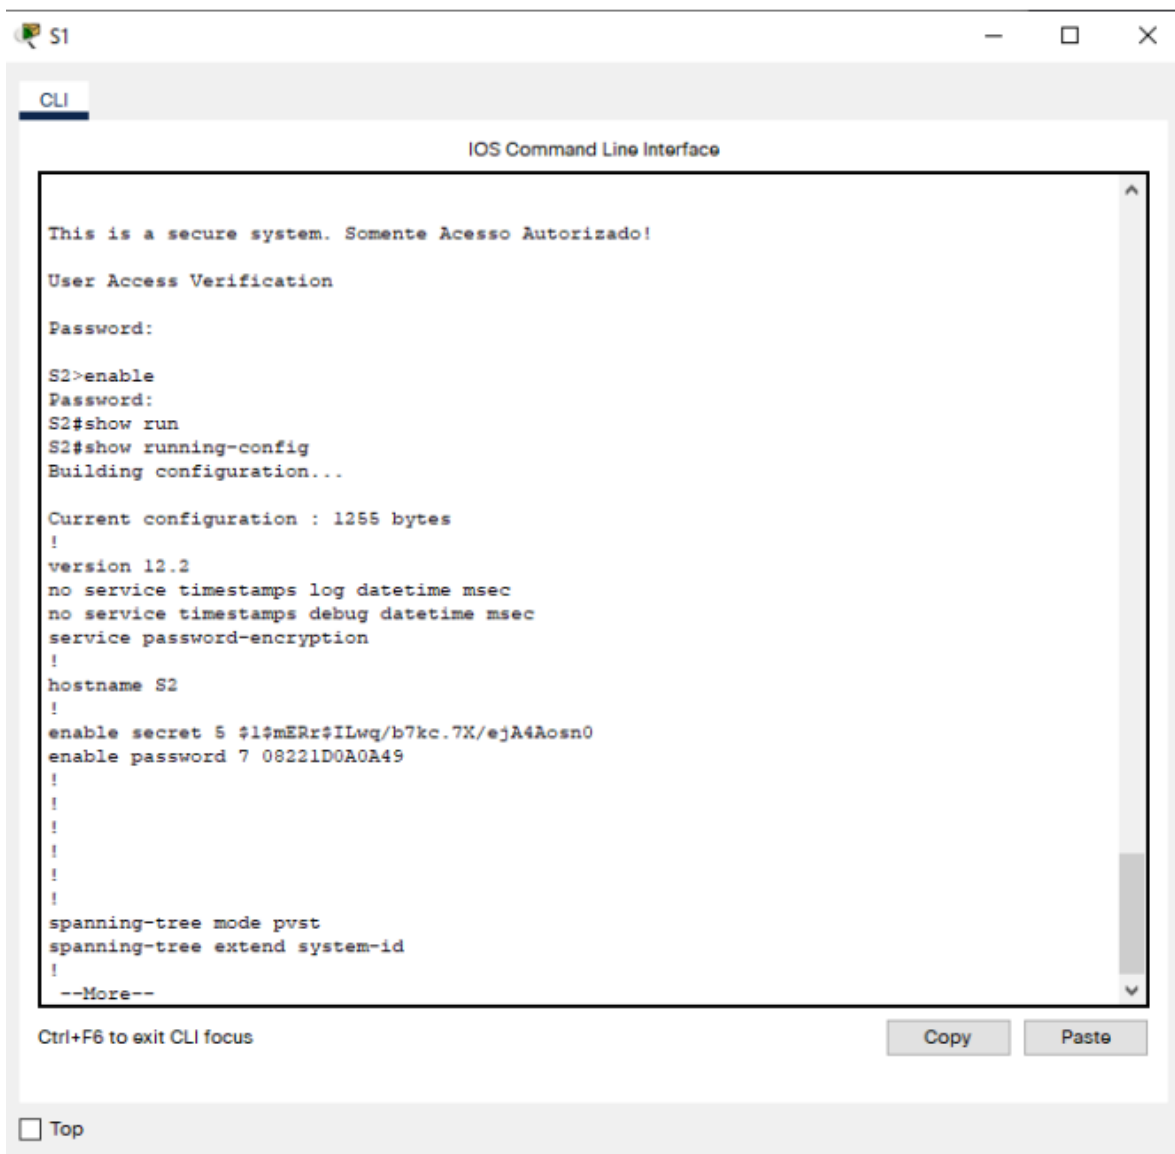 S1
CLI
IOS Command Line Interface
This is a secure system. Somente Acesso Autorizado!
User Access Verification
Password:
S2>enable
Password:
S2#show run
S2#show running-config
Building configuration...
Current configuration : 1255 bytes
!
version 12.2
no service timestamps log datetime msec
no service timestamps debug datetime msec
service password-encryption
!
hostname S2
!
enable secret 5 $1$mERr$ILwq/b7kc.7X/ejA4Aosn0
enable password 7 08221D0A0A49
!
!
!
!
!
!
spanning-tree mode pvst
spanning-tree extend system-id
!
--More--
Ctrl+F6 to exit CLI focus
Copy
Paste
Top